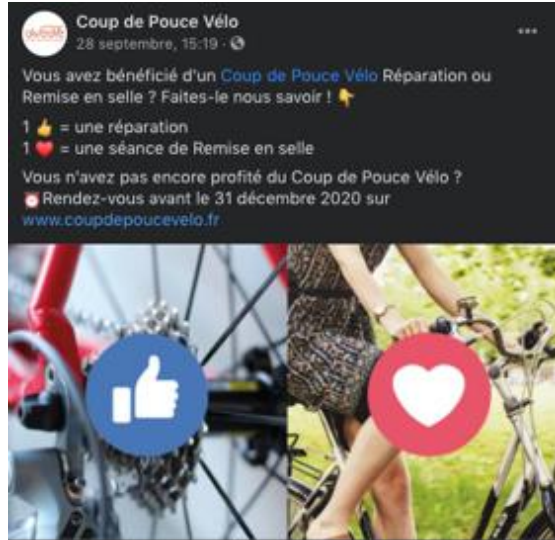 Coup de Pouce Vélo
28 septembre, 15:19 ·
Vous avez bénéficié d'un Coup de Pouce Vélo Réparation ou
Remise en selle ? Faites-le nous savoir ! 👇
1 👍 = une réparation
1 ❤️ = une séance de Remise en selle
Vous n'avez pas encore profité du Coup de Pouce Vélo ?
⏰Rendez-vous avant le 31 décembre 2020 sur
www.coupdepoucevelo.fr